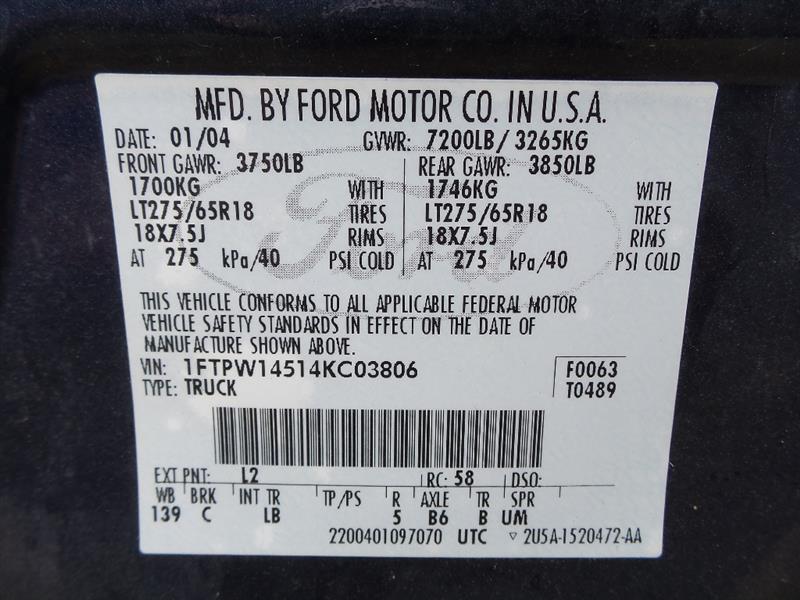 MFD. BY FORD MOTOR CO. IN U.S.A.
DATE: 01/04 GVWR: 7200LB/ 3265KG
FRONT GAWR: 3750LB REAR GAWR: 3850LB
1700KG WITH 1746KG WITH
LT275/65R18 TIRES LT275/65R18 TIRES
18X7.5J RIMS 18X7.5J RIMS
AT 275 kPa/40 PSI COLD AT 275 kPa/40 PSI COLD
Ford
THIS VEHICLE CONFORMS TO ALL APPLICABLE FEDERAL MOTOR
VEHICLE SAFETY STANDARDS IN EFFECT ON THE DATE OF
MANUFACTURE SHOWN ABOVE.
VIN: 1FTPW14514KC03806 F0063
TYPE: TRUCK T0489
EXT PNT: L2 RC: 58 DSO:
WB BRK INT TR TP/PS R AXLE TR SPR
139 C LB 5 B6 B UM
2200401097070 UTC ▽ 2U5A-1520472-AA